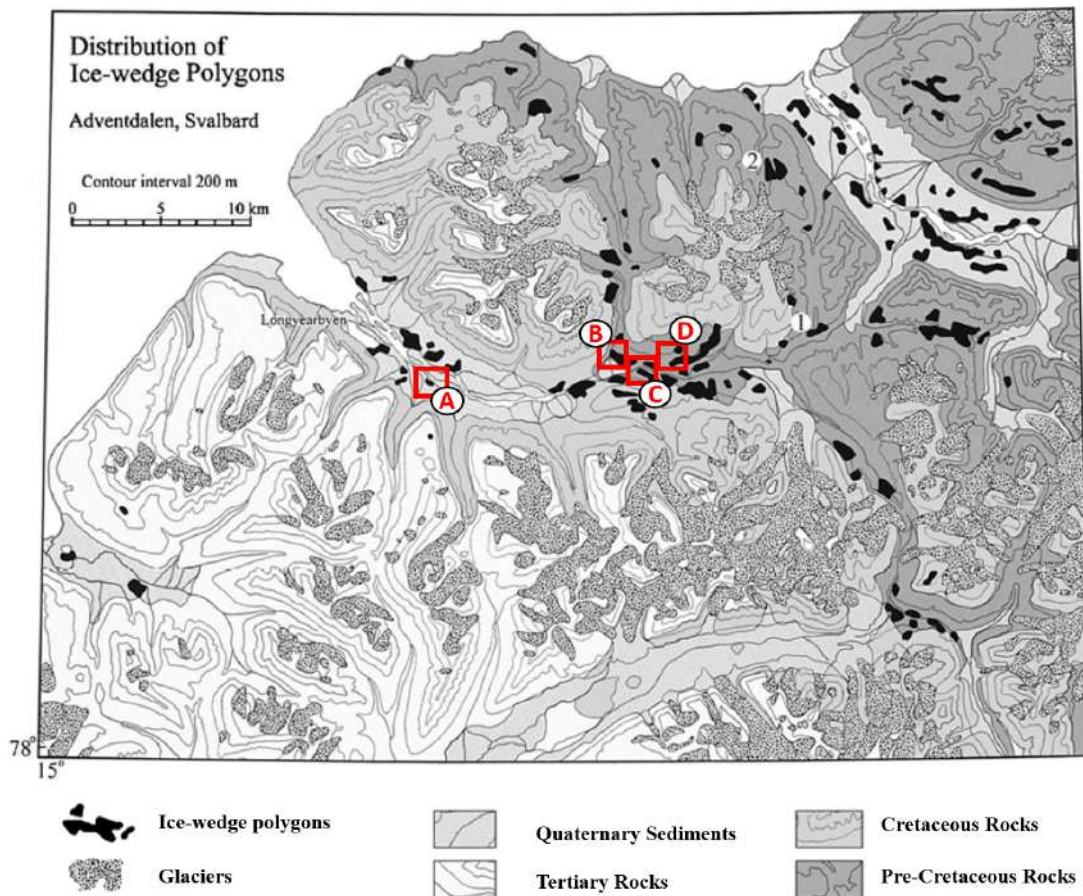 Distribution of
Ice-wedge Polygons
Adventdalen, Svalbard
Contour interval 200 m
0 5 10 km
2
1
Longyearbyen
B
D
A
C
78°
15°
Ice-wedge polygons
Quaternary Sediments
Cretaceous Rocks
Glaciers
Tertiary Rocks
Pre-Cretaceous Rocks